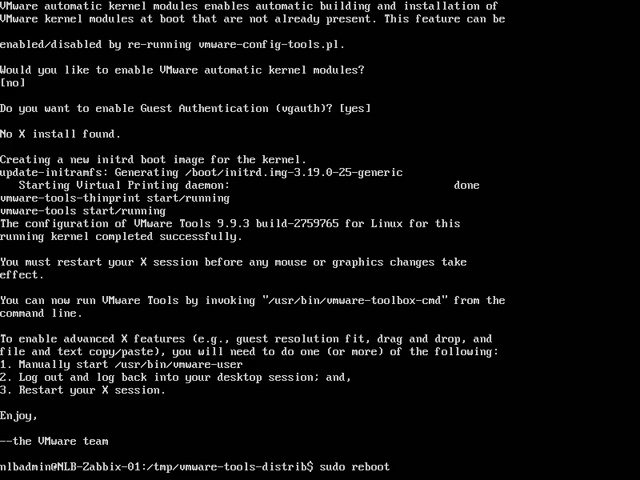 VMware automatic kernel modules enables automatic building and installation of
VMware kernel modules at boot that are not already present. This feature can be
enabled/disabled by re-running vmware-config-tools.pl.
Would you like to enable VMware automatic kernel modules?
[no]
Do you want to enable Guest Authentication (vgauth)? [yes]
No X install found.
Creating a new initrd boot image for the kernel.
update-initramfs: Generating /boot/initrd.img-3.19.0-25-generic
Starting Virtual Printing daemon: done
vmware-tools-thinprint start/running
vmware-tools start/running
The configuration of VMware Tools 9.9.3 build-2759765 for Linux for this
running kernel completed successfully.
You must restart your X session before any mouse or graphics changes take
effect.
You can now run VMware Tools by invoking "/usr/bin/vmware-toolbox-cmd" from the
command line.
To enable advanced X features (e.g., guest resolution fit, drag and drop, and
file and text copy/paste), you will need to do one (or more) of the following:
1. Manually start /usr/bin/vmware-user
2. Log out and log back into your desktop session; and,
3. Restart your X session.
Enjoy,
--the VMware team
nlbadmin@NLB-Zabbix-01:/tmp/vmware-tools-distrib$ sudo reboot